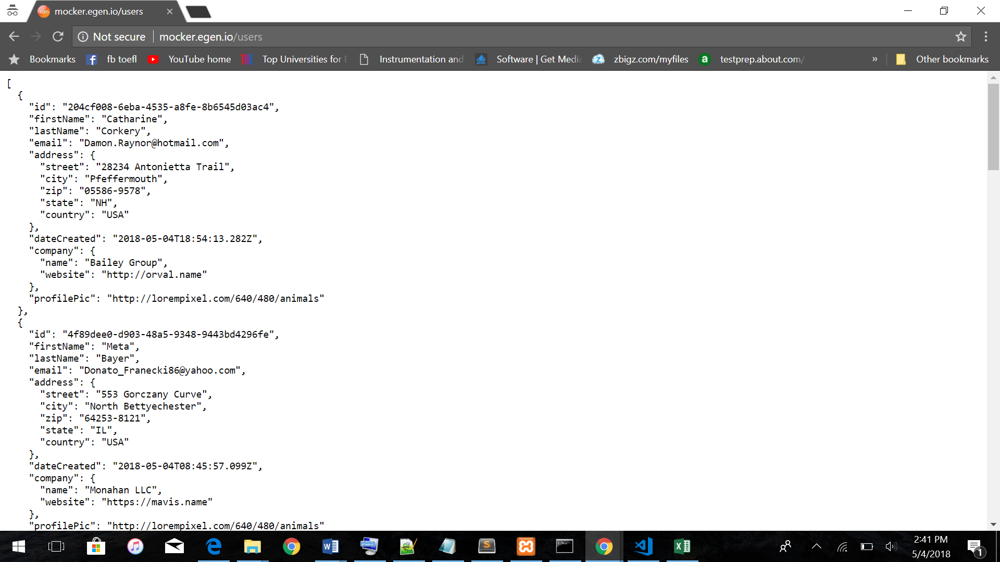 mocker.egen.io/users
Not secure mocker.egen.io/users
Bookmarks fb toefl YouTube home Top Universities for Instrumentation and Software | Get Media zbigz.com/myfiles testprep.about.com/ » Other bookmarks
[
{
"id": "204cf008-6eba-4535-a8fe-8b6545d03ac4",
"firstName": "Catharine",
"lastName": "Corkery",
"email": "Damon.Raynor@hotmail.com",
"address": {
"street": "28234 Antonietta Trail",
"city": "Pfeffermouth",
"zip": "05586-9578",
"state": "NH",
"country": "USA"
},
"dateCreated": "2018-05-04T18:54:13.282Z",
"company": {
"name": "Bailey Group",
"website": "http://orval.name"
},
"profilePic": "http://lorempixel.com/640/480/animals"
},
{
"id": "4f89dee0-d903-48a5-9348-9443bd4296fe",
"firstName": "Meta",
"lastName": "Bayer",
"email": "Donato_Franecki86@yahoo.com",
"address": {
"street": "553 Gorczany Curve",
"city": "North Bettyechester",
"zip": "64253-8121",
"state": "IL",
"country": "USA"
},
"dateCreated": "2018-05-04T08:45:57.099Z",
"company": {
"name": "Monahan LLC",
"website": "https://mavis.name"
},
"profilePic": "http://lorempixel.com/640/480/animals"
2:41 PM
5/4/2018
1